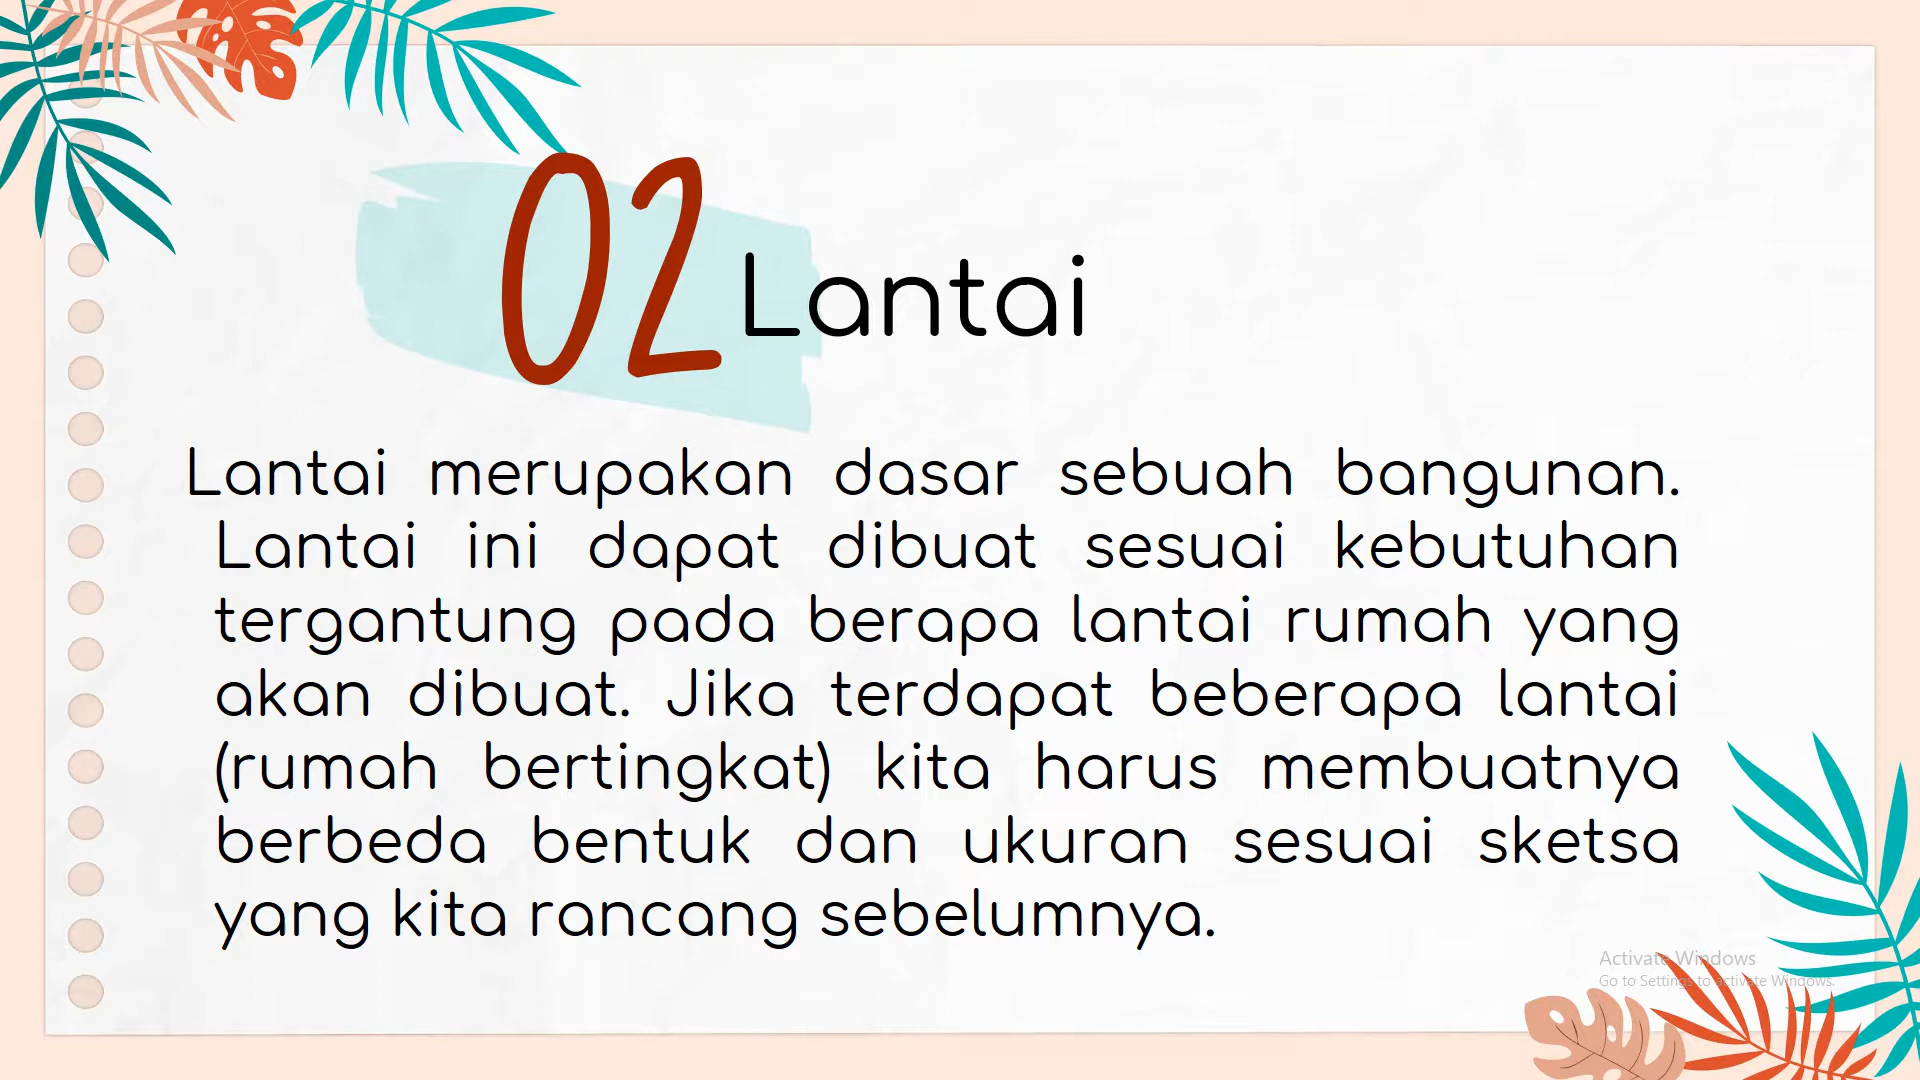 02 Lantai
Lantai merupakan dasar sebuah bangunan.
Lantai ini dapat dibuat sesuai kebutuhan
tergantung pada berapa lantai rumah yang
akan dibuat. Jika terdapat beberapa lantai
(rumah bertingkat) kita harus membuatnya
berbeda bentuk dan ukuran sesuai sketsa
yang kita rancang sebelumnya.
Activate Windows
Go to Settings to activate Windows.